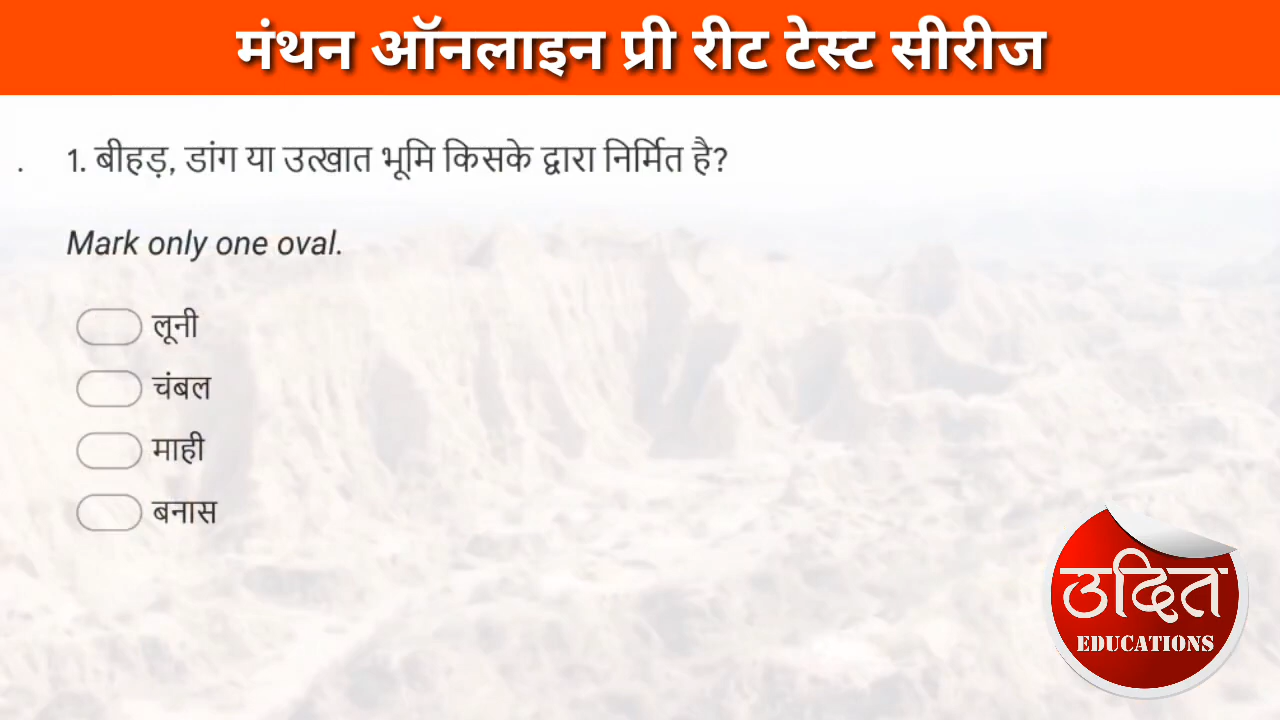 मंथन ऑनलाइन प्री रीट टेस्ट सीरीज
. 1. बीहड़, डांग या उत्खात भूमि किसके द्वारा निर्मित है?
Mark only one oval.
लूनी
चंबल
माही
बनास
उदित
EDUCATIONS